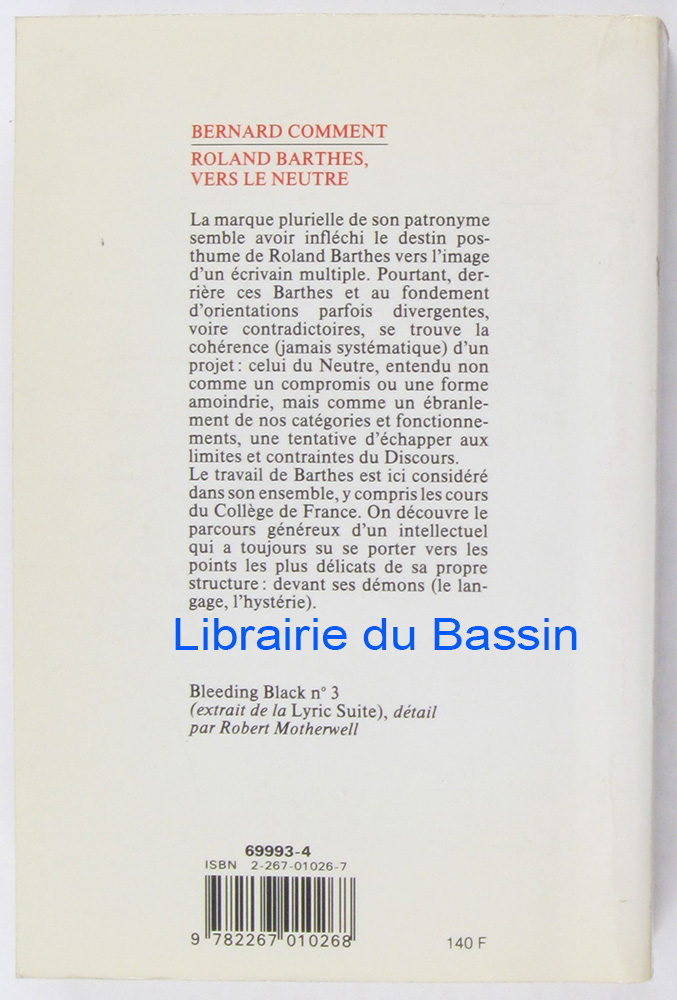 BERNARD COMMENT
ROLAND BARTHES,
VERS LE NEUTRE
La marque plurielle de son patronyme
semble avoir infléchi le destin pos-
thume de Roland Barthes vers l'image
d'un écrivain multiple. Pourtant, der-
rière ces Barthes et au fondement
d'orientations parfois divergentes,
voire contradictoires, se trouve la
cohérence (jamais systématique) d'un
projet : celui du Neutre, entendu non
comme un compromis ou une forme
amoindrie, mais comme un ébranle-
ment de nos catégories et fonctionne-
ments, une tentative d'échapper aux
limites et contraintes du Discours.
Le travail de Barthes est ici considéré
dans son ensemble, y compris les cours
du Collège de France. On découvre le
parcours généreux d'un intellectuel
qui a toujours su se porter vers les
points les plus délicats de sa propre
structure : devant ses démons (le lan-
gage, l'hystérie).
Librairie du Bassin
Bleeding Black n° 3
(extrait de la Lyric Suite), détail
par Robert Motherwell
69993-4
ISBN 2-267-01026-7
9 782267 010268
140 F